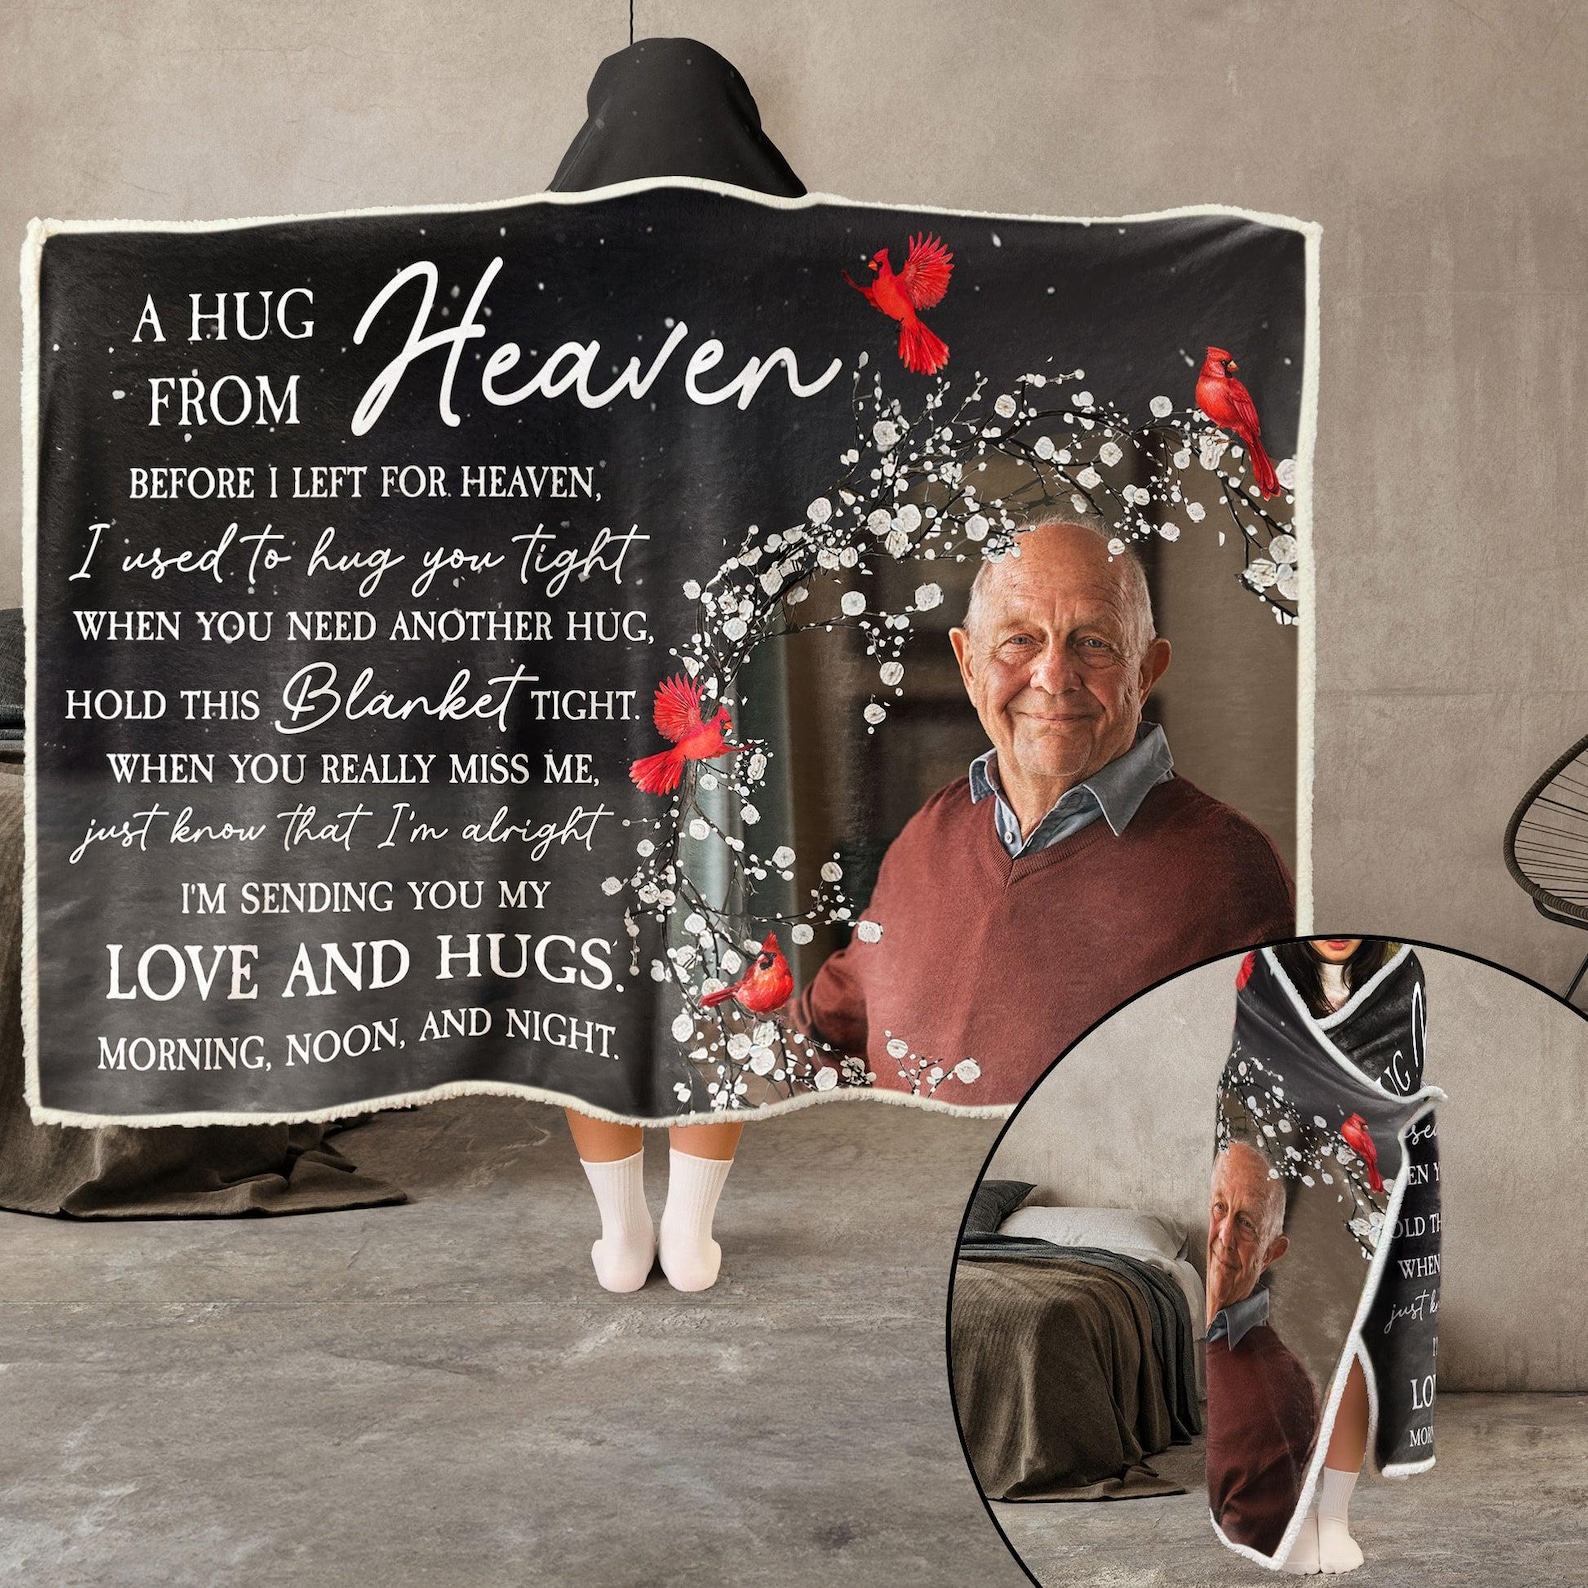 A HUG
FROM Heaven
BEFORE I LEFT FOR HEAVEN,
I used to hug you tight
WHEN YOU NEED ANOTHER HUG,
HOLD THIS Blanket TIGHT.
WHEN YOU REALLY MISS ME,
just know that I'm alright
I'M SENDING YOU MY
LOVE AND HUGS.
MORNING, NOON, AND NIGHT.
WHEN
just